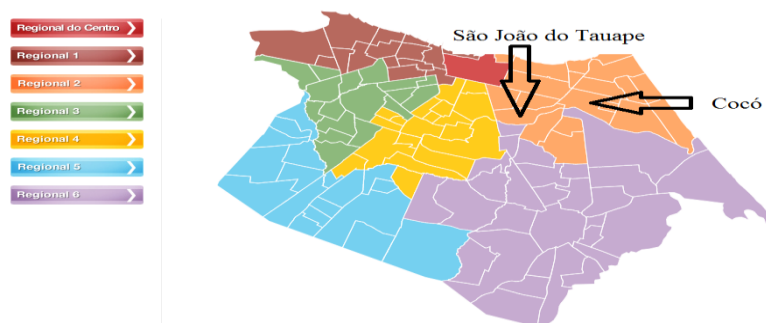 Regional do Centro
Regional 1
Regional 2
Regional 3
Regional 4
Regional 5
Regional 6
São João do Tauape
Cocó